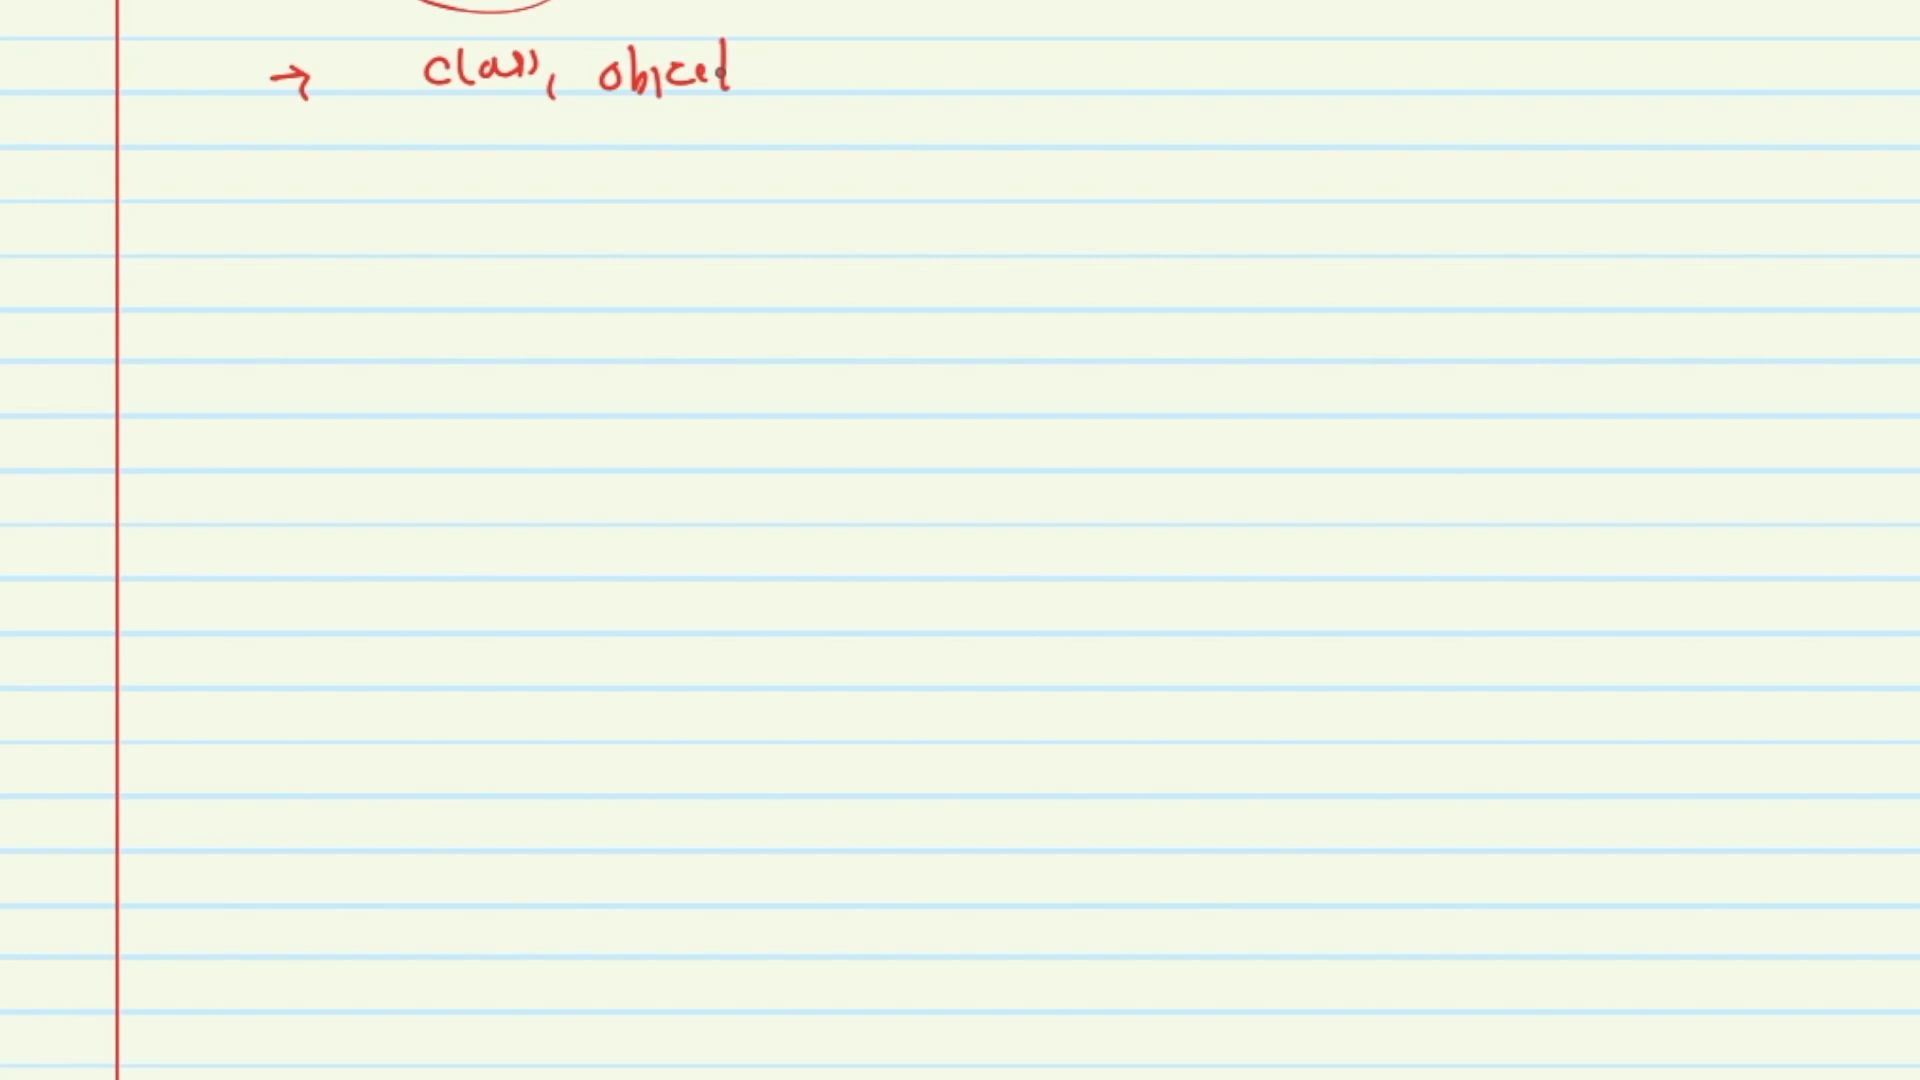 → class, object